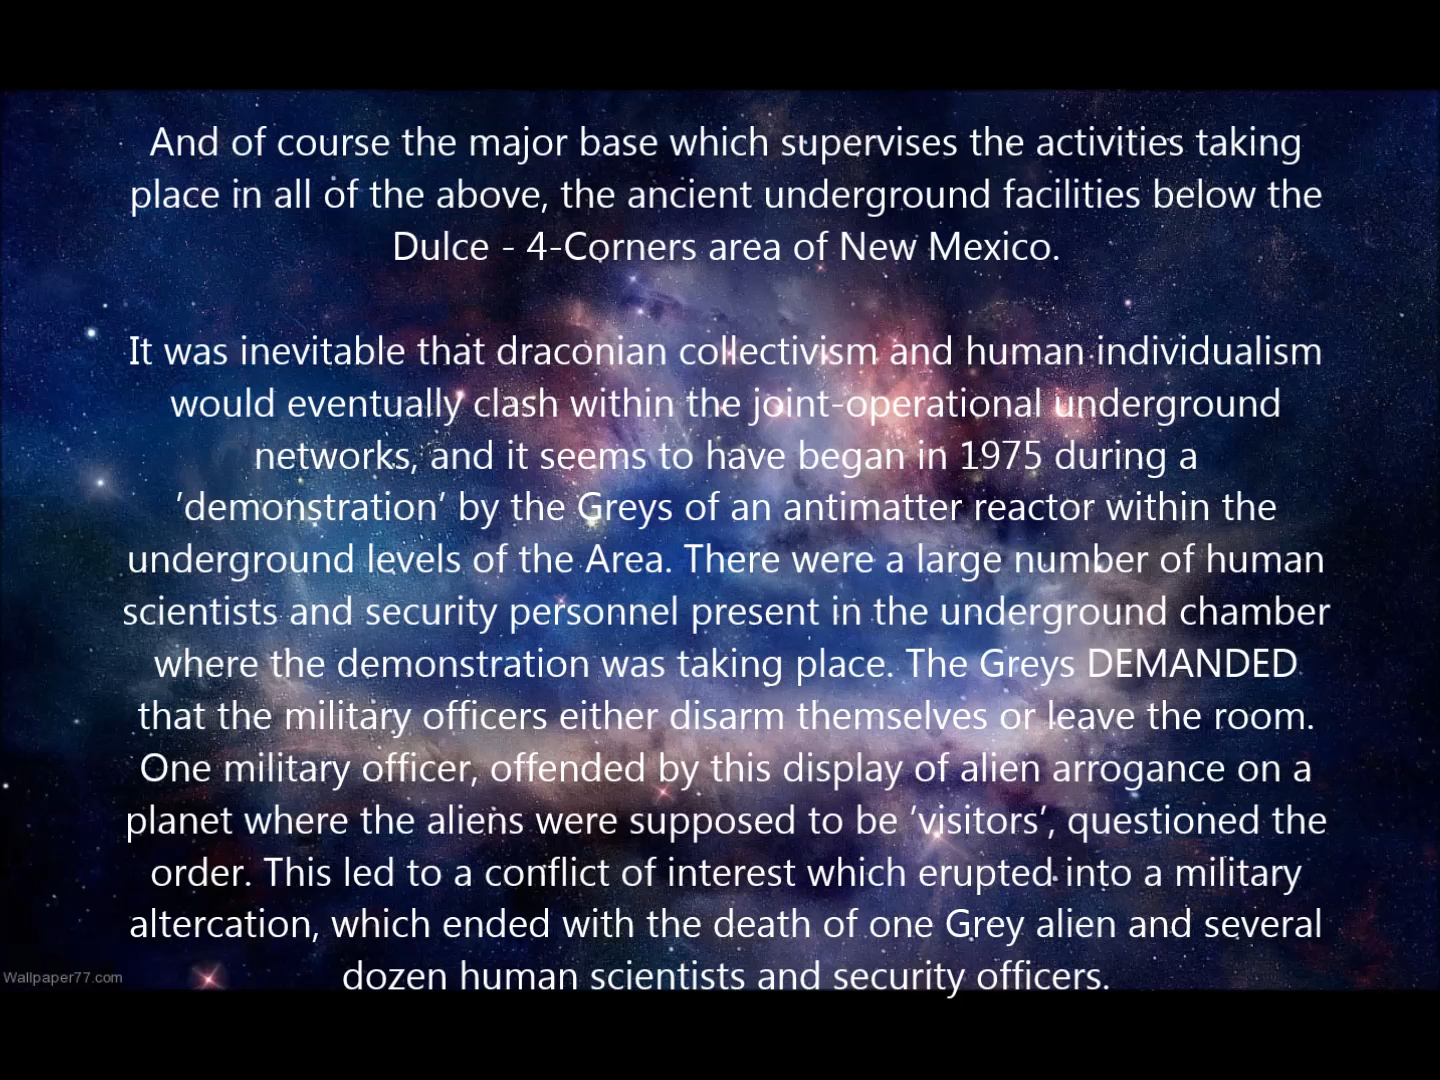 And of course the major base which supervises the activities taking
place in all of the above, the ancient underground facilities below the
Dulce - 4-Corners area of New Mexico.
It was inevitable that draconian collectivism and human individualism
would eventually clash within the joint-operational underground
networks, and it seems to have began in 1975 during a
'demonstration' by the Greys of an antimatter reactor within the
underground levels of the Area. There were a large number of human
scientists and security personnel present in the underground chamber
where the demonstration was taking place. The Greys DEMANDED
that the military officers either disarm themselves or leave the room.
One military officer, offended by this display of alien arrogance on a
planet where the aliens were supposed to be 'visitors', questioned the
order. This led to a conflict of interest which erupted into a military
altercation, which ended with the death of one Grey alien and several
dozen human scientists and security officers.
Wallpaper77.com